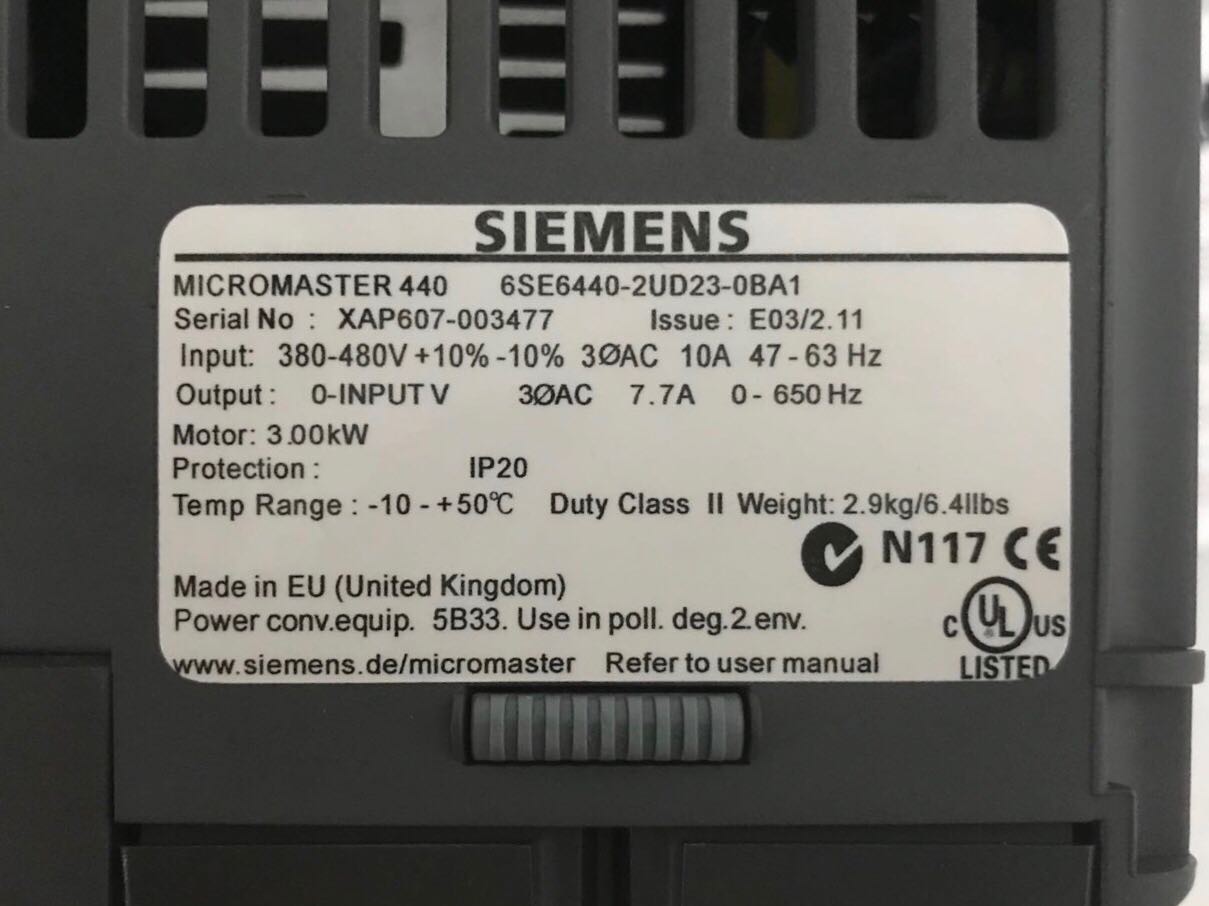 SIEMENS
MICROMASTER 440 6SE6440-2UD23-0BA1
Serial No : XAP607-003477 Issue : E03/2.11
Input: 380-480V +10% -10% 3ØAC 10A 47 - 63 Hz
Output : 0-INPUT V 3ØAC 7.7A 0 - 650 Hz
Motor: 3.00kW
Protection : IP20
Temp Range : -10 - +50℃ Duty Class II Weight: 2.9kg/6.4llbs
N117 CE
Made in EU (United Kingdom)
Power conv.equip. 5B33. Use in poll. deg.2.env.
C UL US
www.siemens.de/micromaster Refer to user manual
LISTED